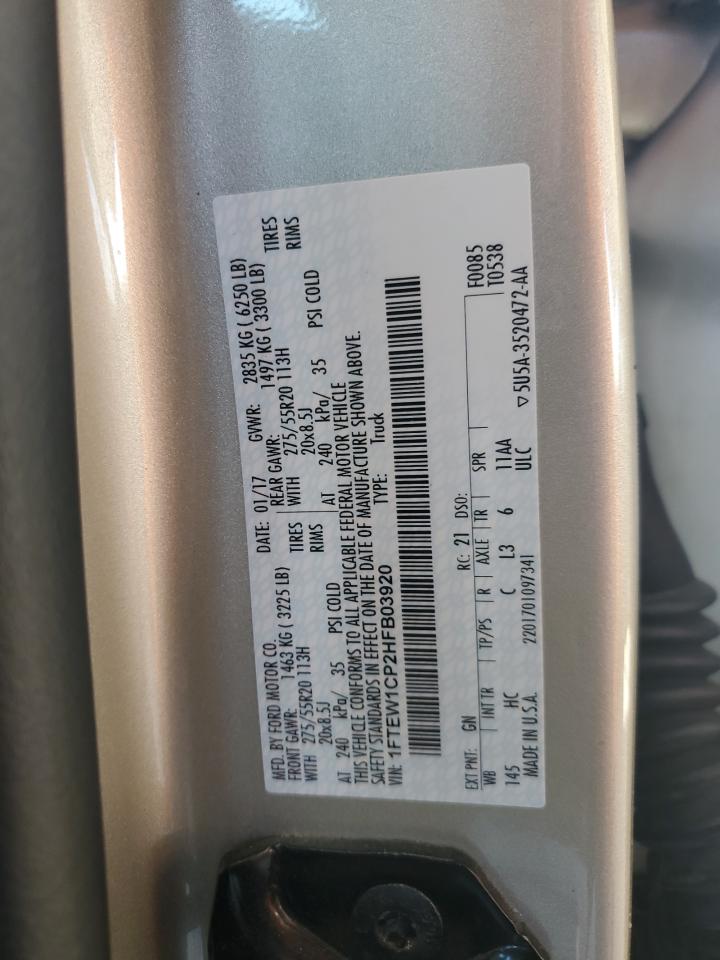 MFD. BY FORD MOTOR CO. DATE: 01/17 GVWR: 2835 KG ( 6250 LB)
FRONT GAWR: 1463 KG ( 3225 LB) REAR GAWR: 1497 KG ( 3300 LB)
WITH 275/55R20 113H TIRES WITH 275/55R20 113H TIRES
20x8.5J RIMS 20x8.5J RIMS
AT 240 kPa/ 35 PSI COLD AT 240 kPa/ 35 PSI COLD
THIS VEHICLE CONFORMS TO ALL APPLICABLE FEDERAL MOTOR VEHICLE
SAFETY STANDARDS IN EFFECT ON THE DATE OF MANUFACTURE SHOWN ABOVE.
VIN: 1FTEW1CP2HFB03920 TYPE: Truck
EXT PNT: GN RC: 21 DSO: F0085
WB INT TR TP/PS R AXLE TR SPR T0538
145 HC C L3 6 11AA
MADE IN U.S.A. 2201701097341 ULC ▽ 5U5A-3520472-AA